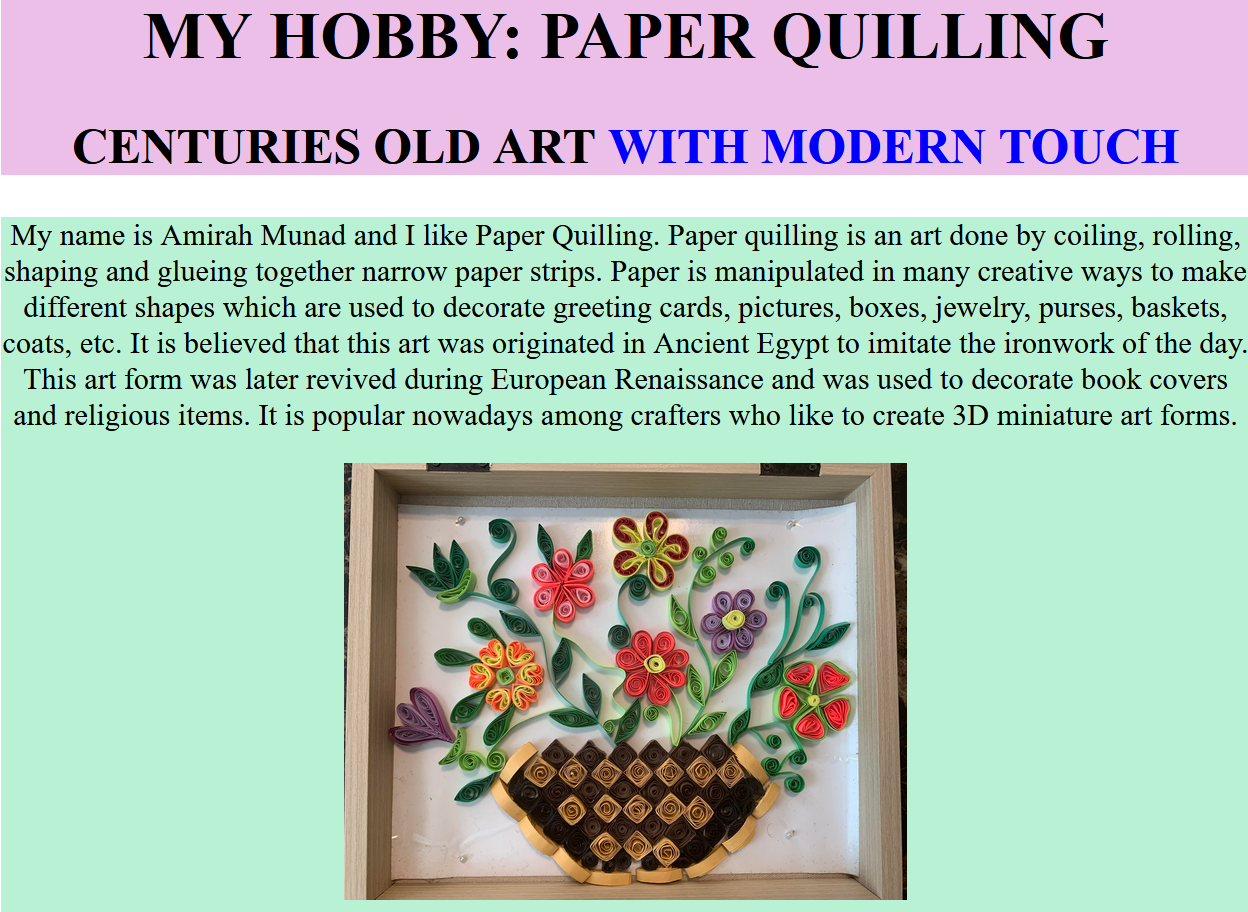 MY HOBBY: PAPER QUILLING
CENTURIES OLD ART WITH MODERN TOUCH
My name is Amirah Munad and I like Paper Quilling. Paper quilling is an art done by coiling, rolling,
shaping and glueing together narrow paper strips. Paper is manipulated in many creative ways to make
different shapes which are used to decorate greeting cards, pictures, boxes, jewelry, purses, baskets,
coats, etc. It is believed that this art was originated in Ancient Egypt to imitate the ironwork of the day.
This art form was later revived during European Renaissance and was used to decorate book covers
and religious items. It is popular nowadays among crafters who like to create 3D miniature art forms.